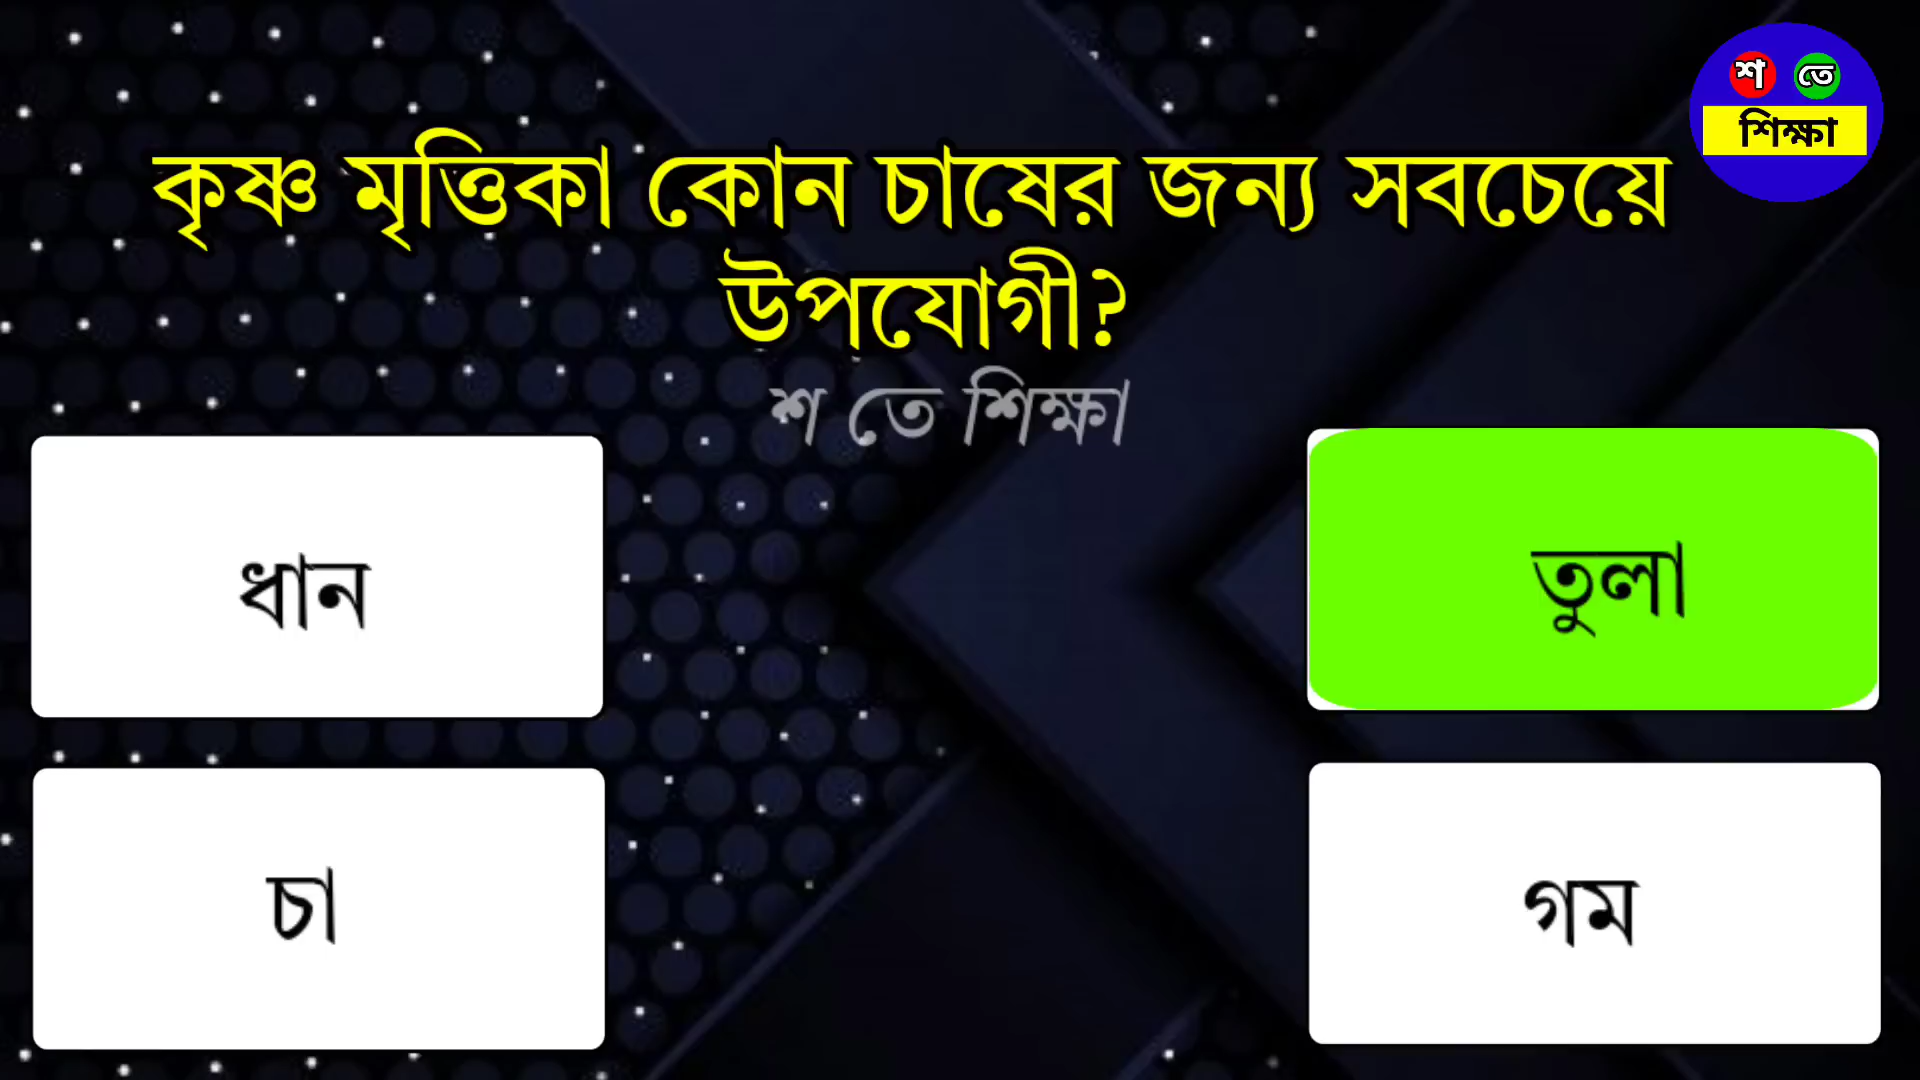 শ তে
শিক্ষা
কৃষ্ণ মৃত্তিকা কোন চাষের জন্য সবচেয়ে
উপযোগী?
শ তে শিক্ষা
ধান
তুলা
চা
গম